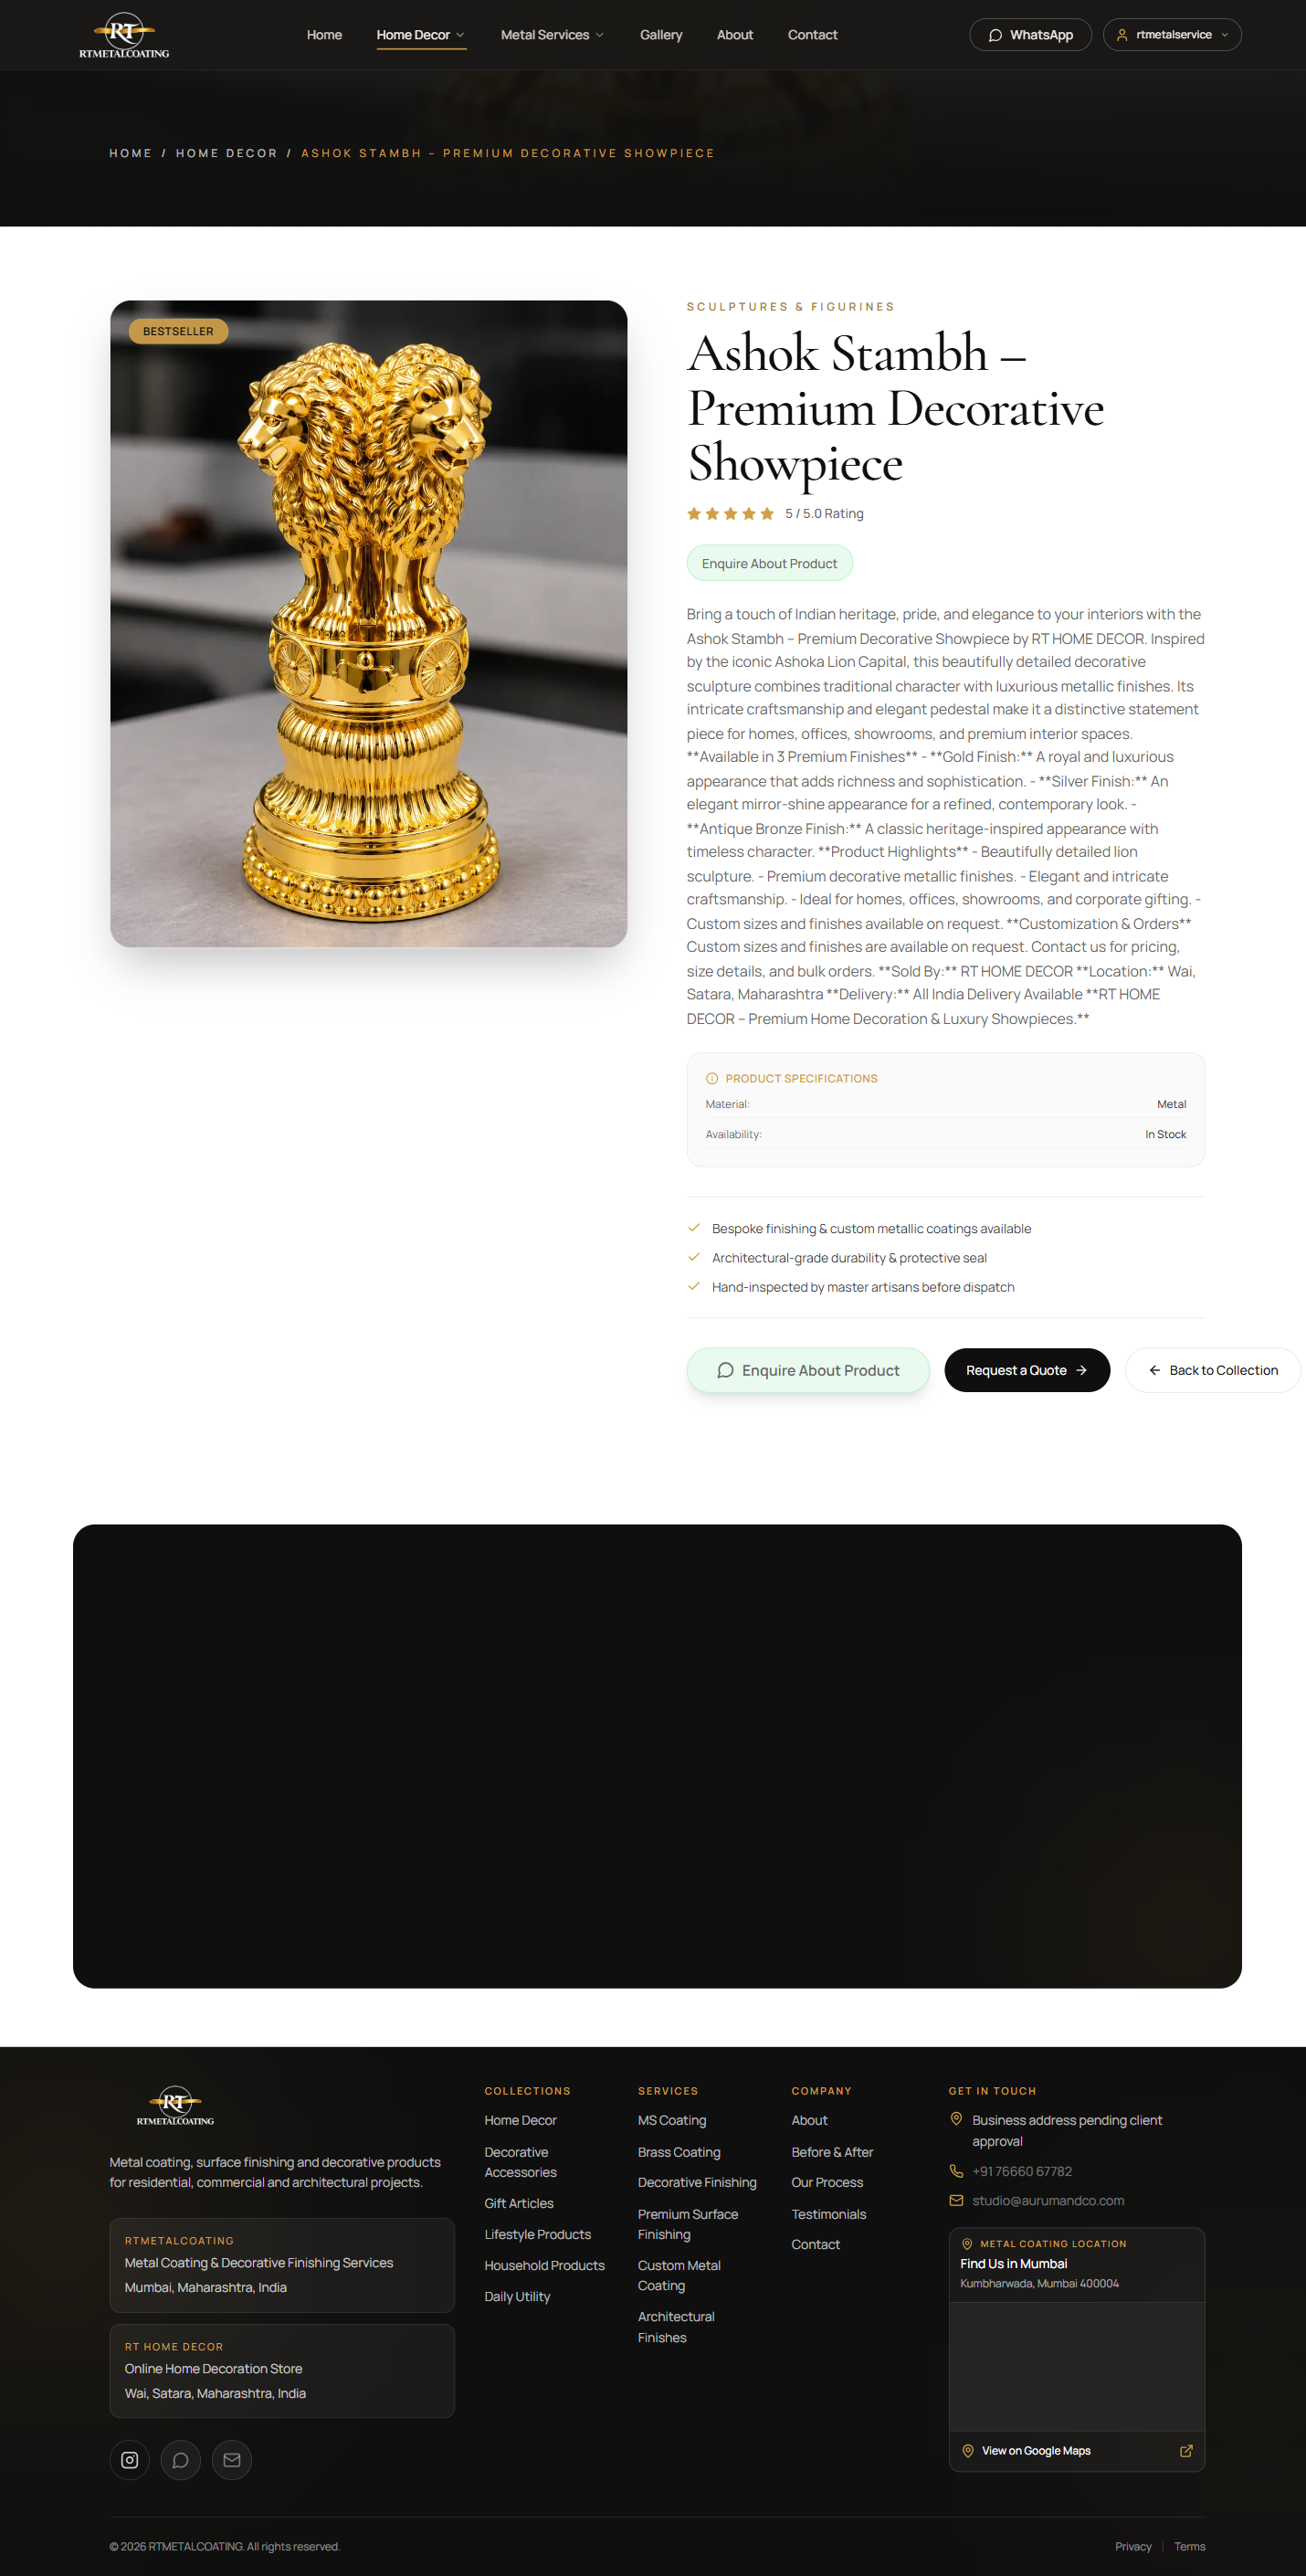 RT
RTMETALCOATING
Home
Home Decor
Metal Services
Gallery
About
Contact
WhatsApp
rtmetalservice
HOME / HOME DECOR / ASHOK STAMBH – PREMIUM DECORATIVE SHOWPIECE
BESTSELLER
SCULPTURES & FIGURINES
Ashok Stambh –
Premium Decorative
Showpiece
5 / 5.0 Rating
Enquire About Product
Bring a touch of Indian heritage, pride, and elegance to your interiors with the
Ashok Stambh – Premium Decorative Showpiece by RT HOME DECOR. Inspired
by the iconic Ashoka Lion Capital, this beautifully detailed decorative
sculpture combines traditional character with luxurious metallic finishes. Its
intricate craftsmanship and elegant pedestal make it a distinctive statement
piece for homes, offices, showrooms, and premium interior spaces.
**Available in 3 Premium Finishes** - **Gold Finish:** A royal and luxurious
appearance that adds richness and sophistication. - **Silver Finish:** An
elegant mirror-shine appearance for a refined, contemporary look. -
**Antique Bronze Finish:** A classic heritage-inspired appearance with
timeless character. **Product Highlights** - Beautifully detailed lion
sculpture. - Premium decorative metallic finishes. - Elegant and intricate
craftsmanship. - Ideal for homes, offices, showrooms, and corporate gifting. -
Custom sizes and finishes available on request. **Customization & Orders**
Custom sizes and finishes are available on request. Contact us for pricing,
size details, and bulk orders. **Sold By:** RT HOME DECOR **Location:** Wai,
Satara, Maharashtra **Delivery:** All India Delivery Available **RT HOME
DECOR – Premium Home Decoration & Luxury Showpieces.**
PRODUCT SPECIFICATIONS
Material: Metal
Availability: In Stock
Bespoke finishing & custom metallic coatings available
Architectural-grade durability & protective seal
Hand-inspected by master artisans before dispatch
Enquire About Product
Request a Quote
Back to Collection
RT
RTMETALCOATING
Metal coating, surface finishing and decorative products
for residential, commercial and architectural projects.
RTMETALCOATING
Metal Coating & Decorative Finishing Services
Mumbai, Maharashtra, India
RT HOME DECOR
Online Home Decoration Store
Wai, Satara, Maharashtra, India
COLLECTIONS
Home Decor
Decorative
Accessories
Gift Articles
Lifestyle Products
Household Products
Daily Utility
SERVICES
MS Coating
Brass Coating
Decorative Finishing
Premium Surface
Finishing
Custom Metal
Coating
Architectural
Finishes
COMPANY
About
Before & After
Our Process
Testimonials
Contact
GET IN TOUCH
Business address pending client
approval
+91 76660 67782
studio@aurumandco.com
METAL COATING LOCATION
Find Us in Mumbai
Kumbharwada, Mumbai 400004
View on Google Maps
© 2026 RTMETALCOATING. All rights reserved.
Privacy | Terms